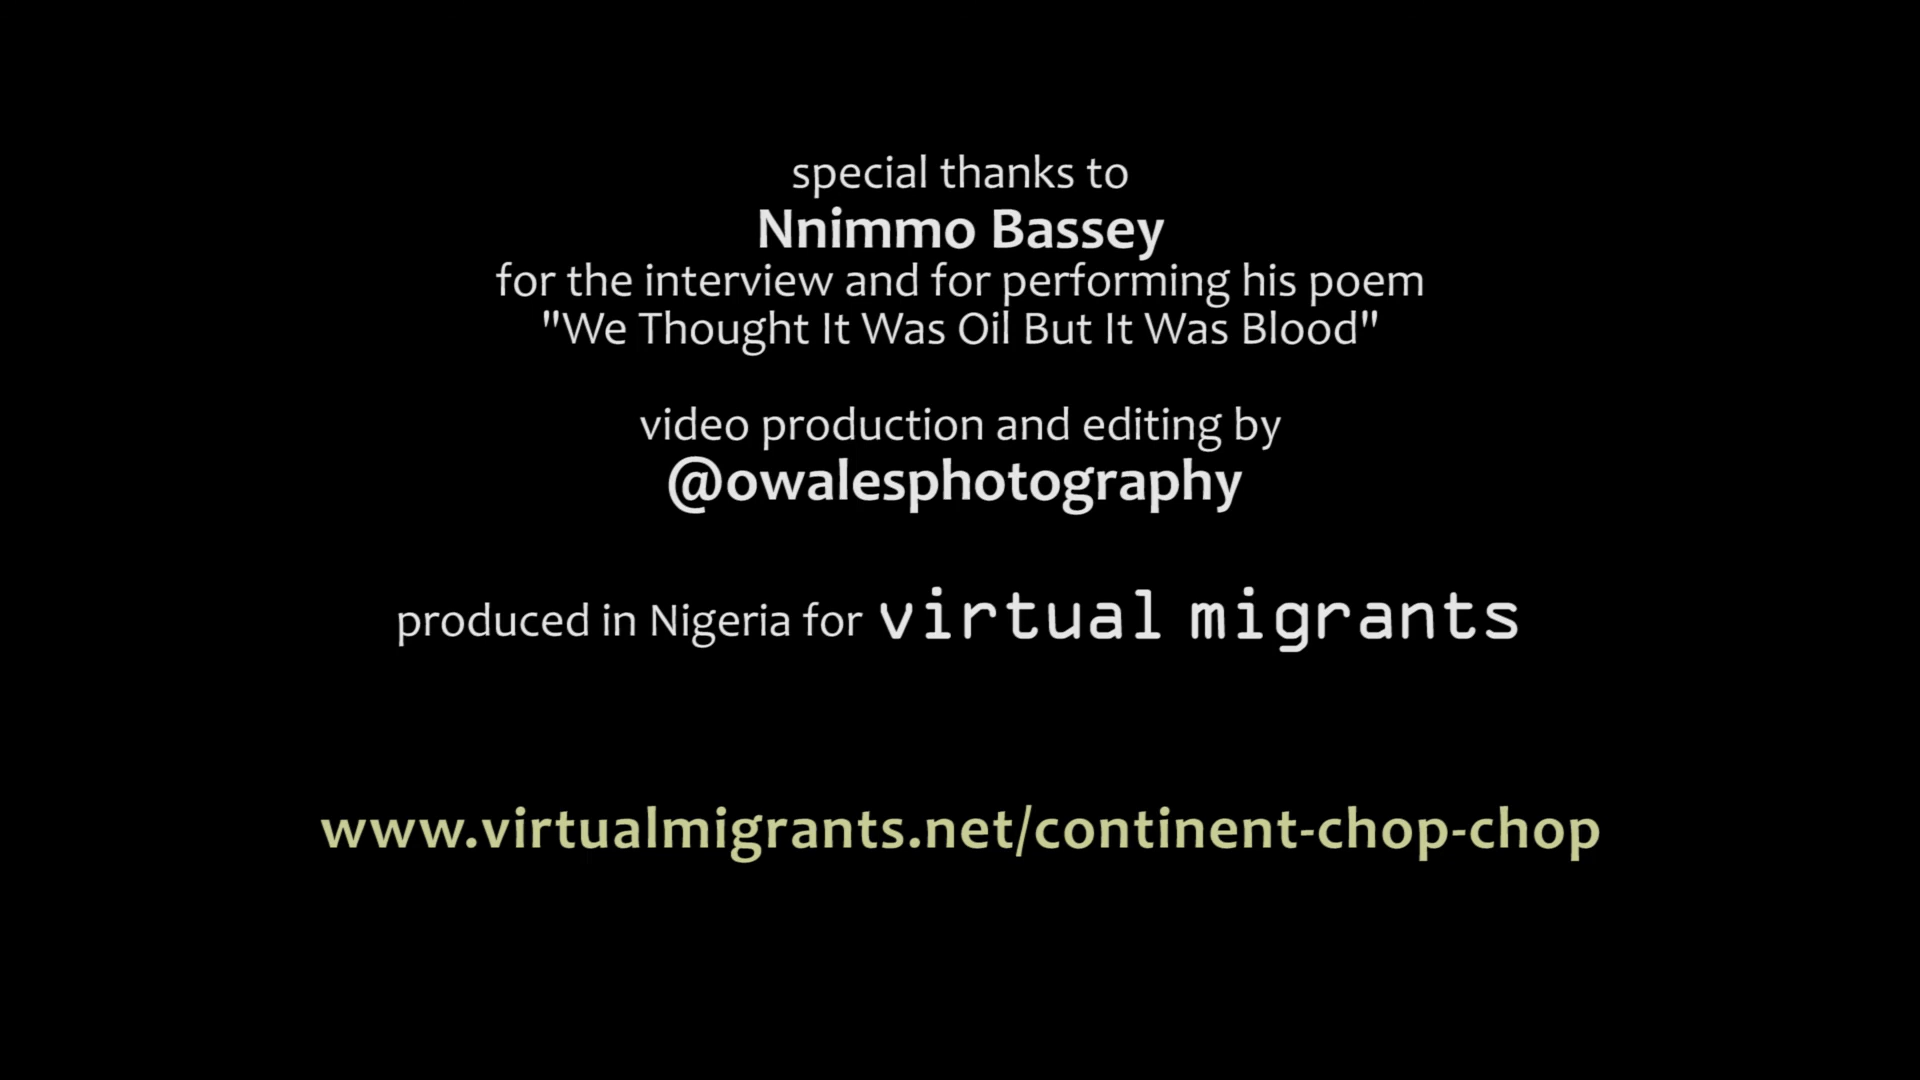 special thanks to
Nnimmo Bassey
for the interview and for performing his poem
"We Thought It Was Oil But It Was Blood"
video production and editing by
@owalesphotography
produced in Nigeria for virtual migrants
www.virtualmigrants.net/continent-chop-chop